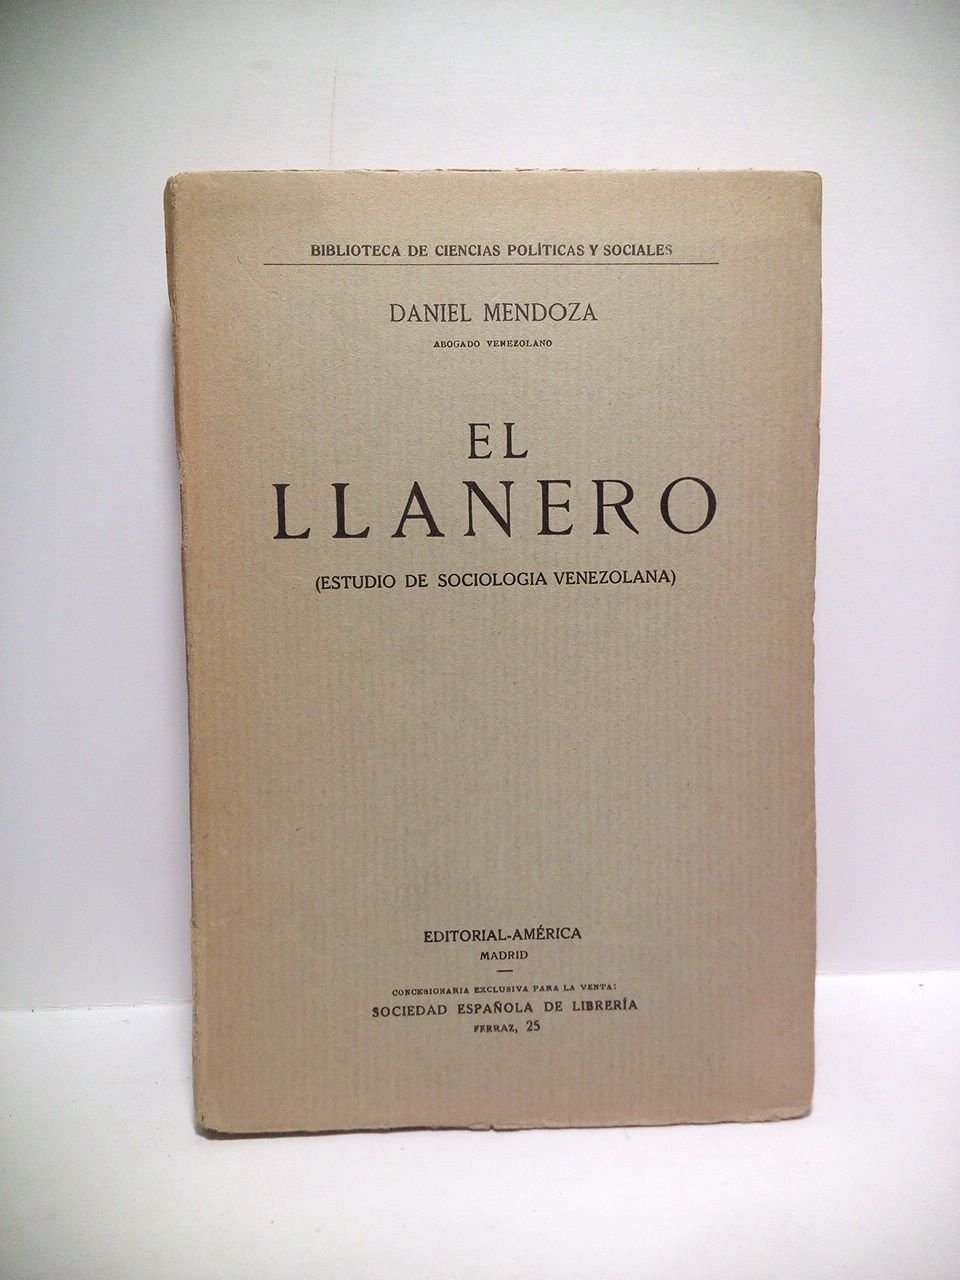 BIBLIOTECA DE CIENCIAS POLÍTICAS Y SOCIALES
DANIEL MENDOZA
ABOGADO VENEZOLANO
EL
LLANERO
(ESTUDIO DE SOCIOLOGIA VENEZOLANA)
EDITORIAL-AMÉRICA
MADRID
CONCESIONARIA EXCLUSIVA PARA LA VENTA:
SOCIEDAD ESPAÑOLA DE LIBRERÍA
FERRAZ, 25